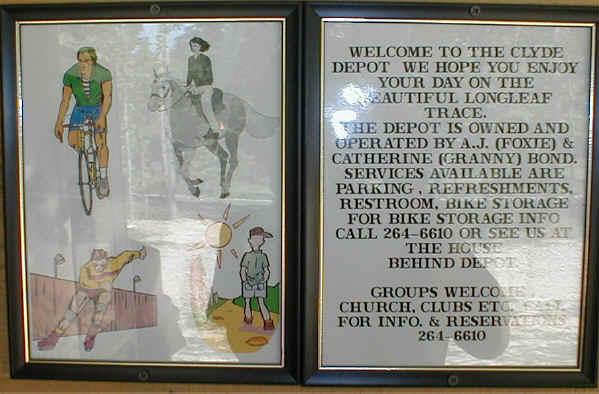 WELCOME TO THE CLYDE
DEPOT WE HOPE YOU ENJOY
YOUR DAY ON THE
BEAUTIFUL LONGLEAF
TRACE.
THE DEPOT IS OWNED AND
OPERATED BY A.J. (FOXIE) &
CATHERINE (GRANNY) BOND.
SERVICES AVAILABLE ARE
PARKING , REFRESHMENTS,
RESTROOM, BIKE STORAGE
FOR BIKE STORAGE INFO
CALL 264-6610 OR SEE US AT
THE HOUSE
BEHIND DEPOT.
GROUPS WELCOME ,
CHURCH, CLUBS ETC. CALL
FOR INFO. & RESERVATIONS
264-6610